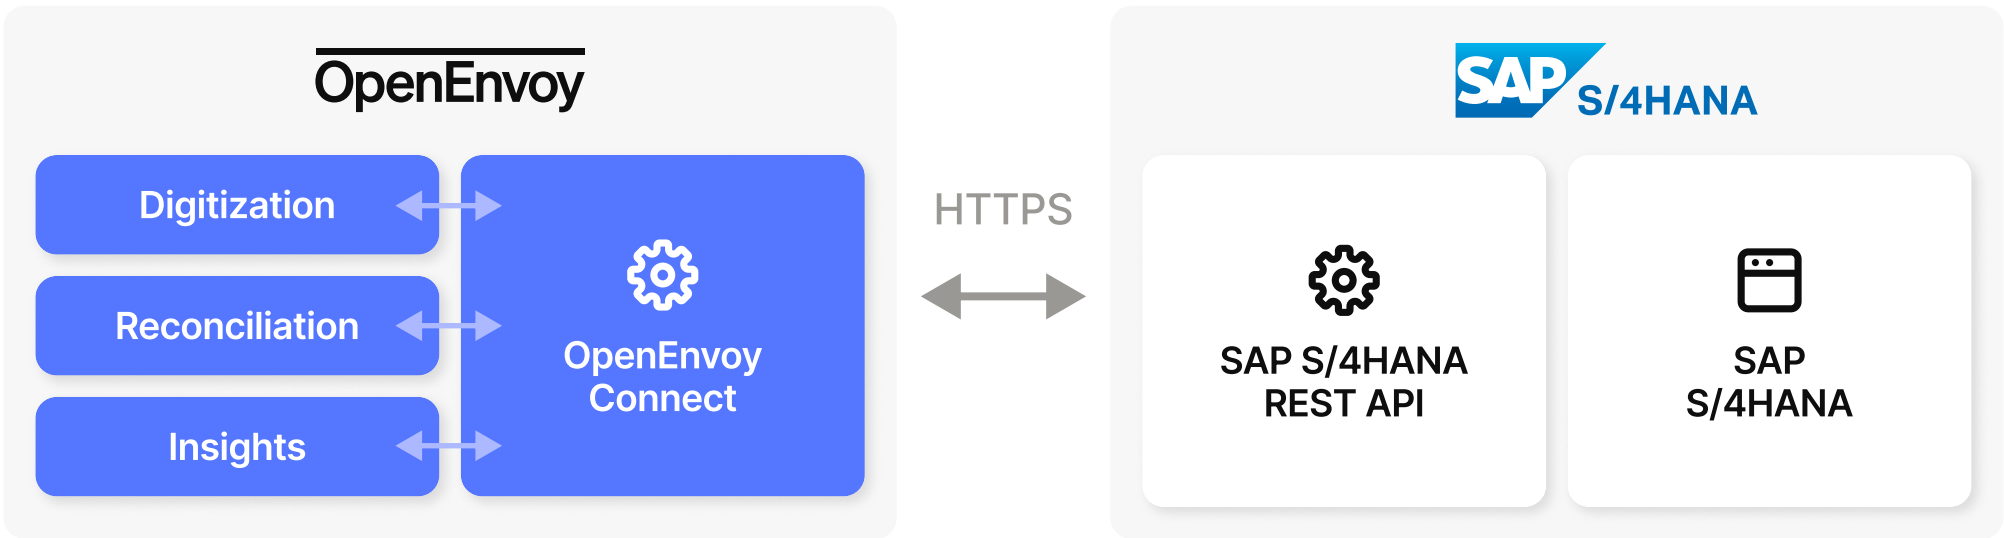 OpenEnvoy
Digitization
Reconciliation
Insights
OpenEnvoy
Connect
HTTPS
SAP S/4HANA
SAP S/4HANA
REST API
SAP
S/4HANA